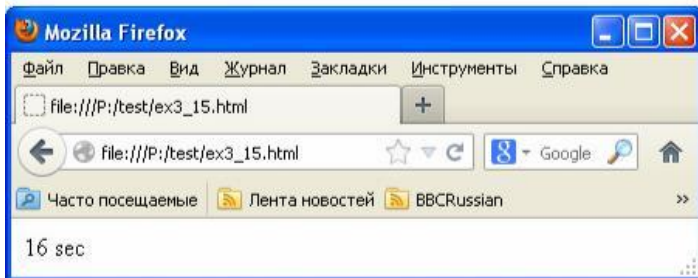 Mozilla Firefox
Файл Правка Вид Журнал Закладки Инструменты Справка
file:///P:/test/ex3_15.html +
file:///P:/test/ex3_15.html 8 Google
Часто посещаемые Лента новостей BBCRussian »
16 sec